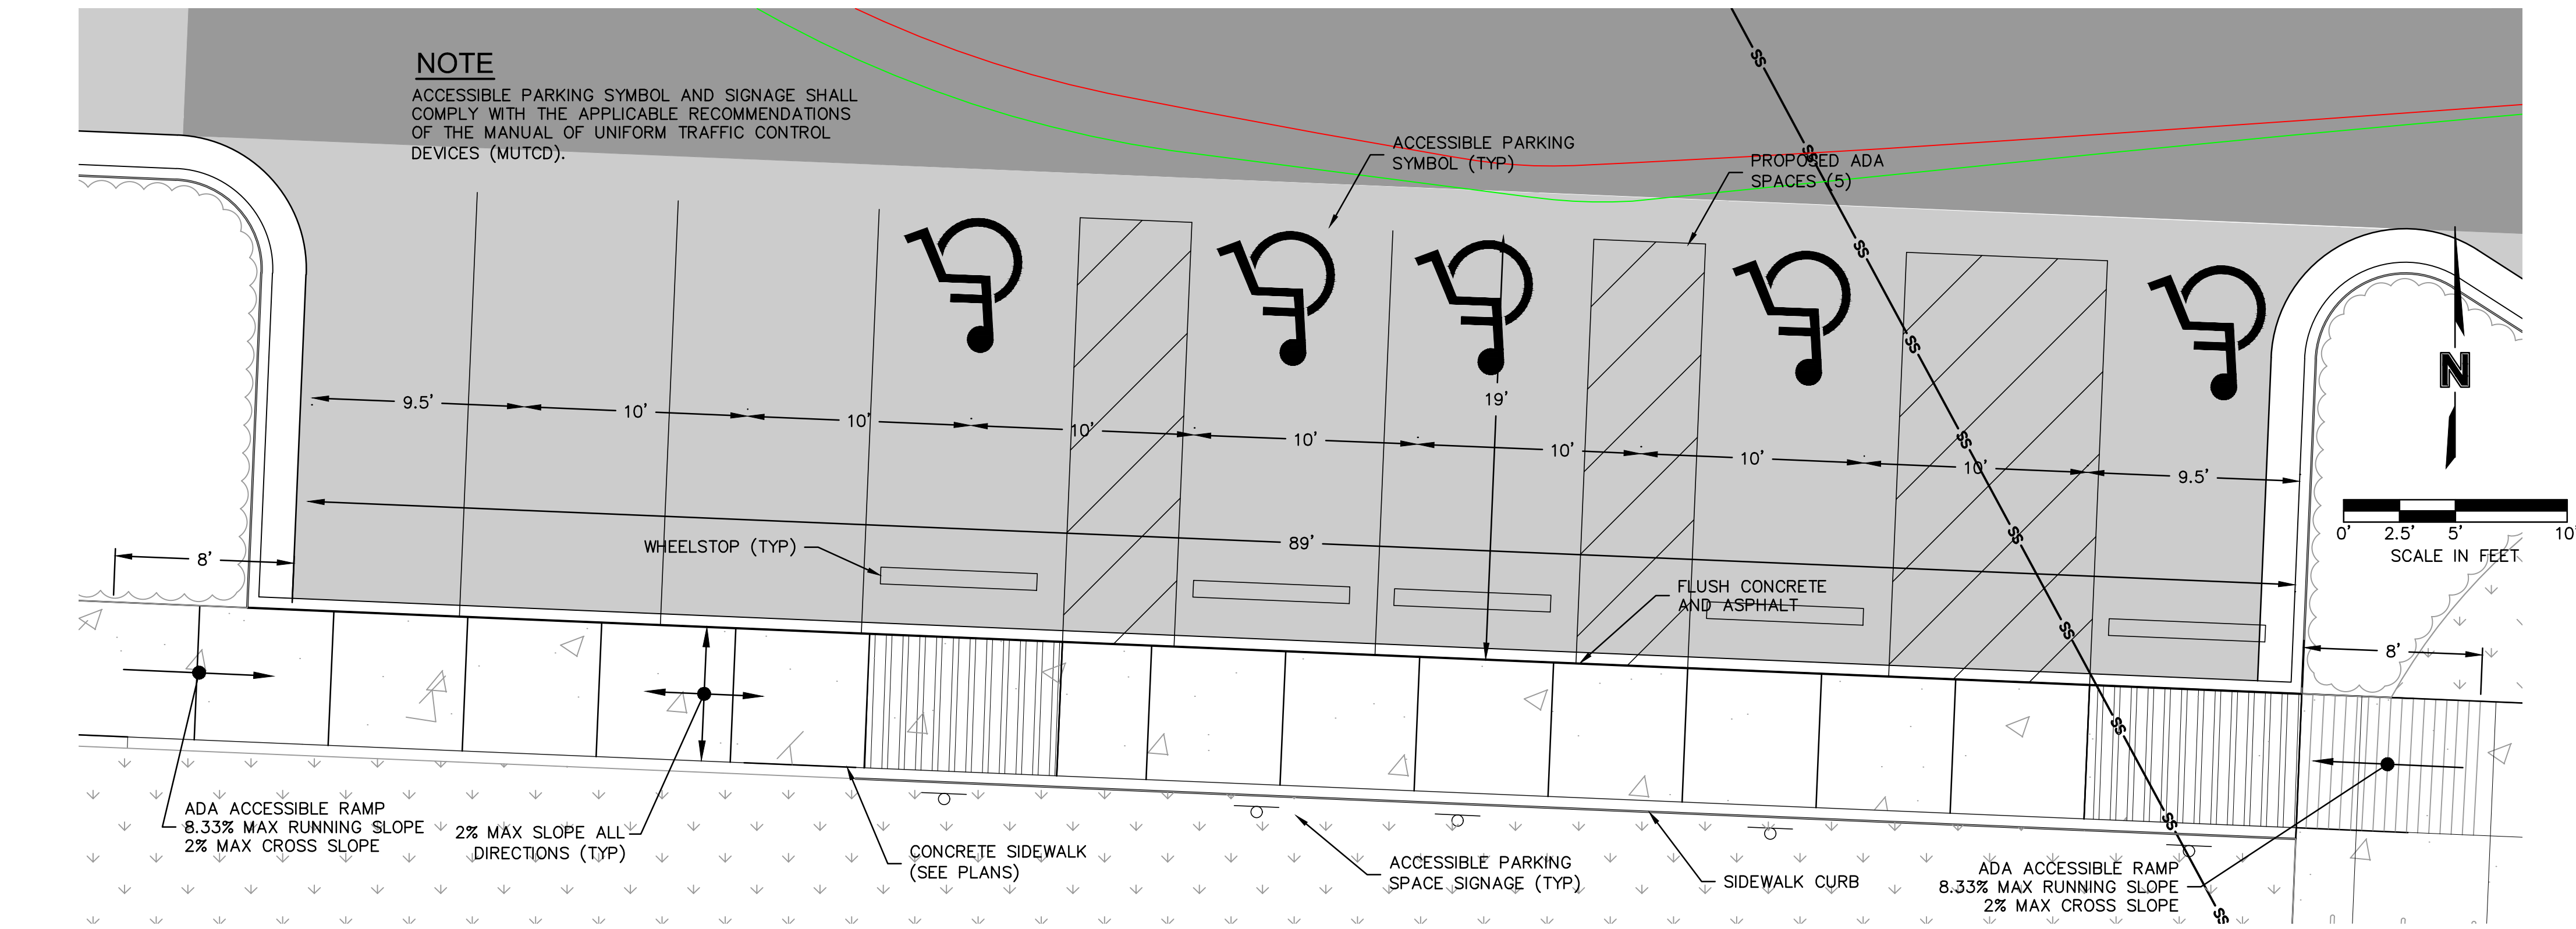 NOTE
ACCESSIBLE PARKING SYMBOL AND SIGNAGE SHALL
COMPLY WITH THE APPLICABLE RECOMMENDATIONS
OF THE MANUAL OF UNIFORM TRAFFIC CONTROL
DEVICES (MUTCD).
ACCESSIBLE PARKING
SYMBOL (TYP)
PROPOSED ADA
SPACES (5)
SS
SS
SS
SS
SS
SS
SS
SS
SS
SS
9.5'
10'
10'
10'
10'
10'
10'
10'
9.5'
19'
89'
N
0' 2.5' 5' 10'
SCALE IN FEET
8'
WHEELSTOP (TYP)
FLUSH CONCRETE
AND ASPHALT
8'
ADA ACCESSIBLE RAMP
8.33% MAX RUNNING SLOPE
2% MAX CROSS SLOPE
2% MAX SLOPE ALL
DIRECTIONS (TYP)
CONCRETE SIDEWALK
(SEE PLANS)
ACCESSIBLE PARKING
SPACE SIGNAGE (TYP)
SIDEWALK CURB
ADA ACCESSIBLE RAMP
8.33% MAX RUNNING SLOPE
2% MAX CROSS SLOPE